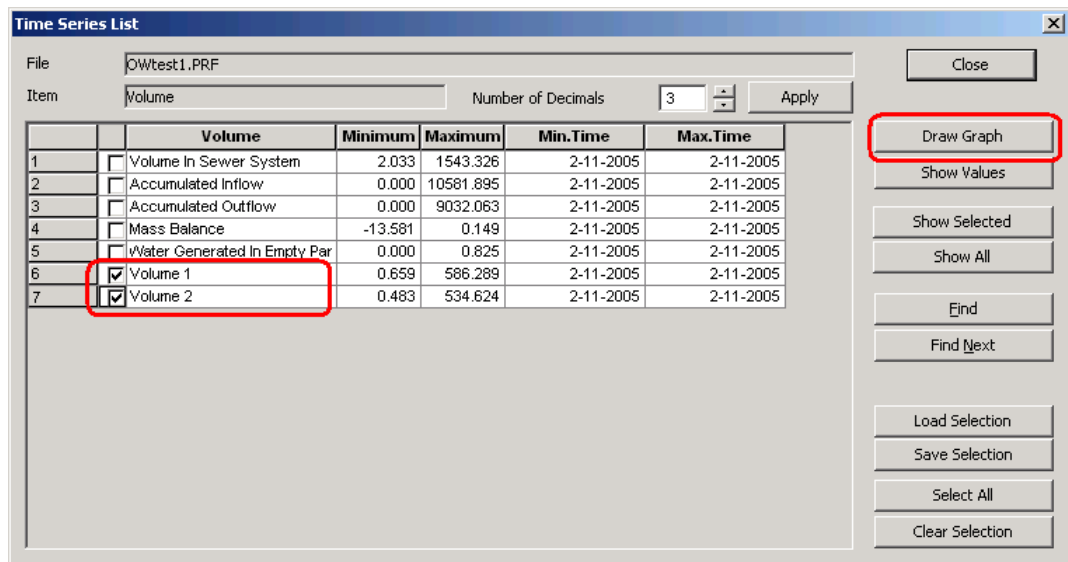 Time Series List
File OWtest1.PRF Close
Item Volume Number of Decimals 3 Apply
Volume Minimum Maximum Min.Time Max.Time
1 Volume In Sewer System 2.033 1543.326 2-11-2005 2-11-2005
2 Accumulated Inflow 0.000 10581.895 2-11-2005 2-11-2005
3 Accumulated Outflow 0.000 9032.063 2-11-2005 2-11-2005
4 Mass Balance -13.581 0.149 2-11-2005 2-11-2005
5 Water Generated In Empty Par 0.000 0.825 2-11-2005 2-11-2005
6 Volume 1 0.659 586.289 2-11-2005 2-11-2005
7 Volume 2 0.483 534.624 2-11-2005 2-11-2005
Draw Graph
Show Values
Show Selected
Show All
Find
Find Next
Load Selection
Save Selection
Select All
Clear Selection